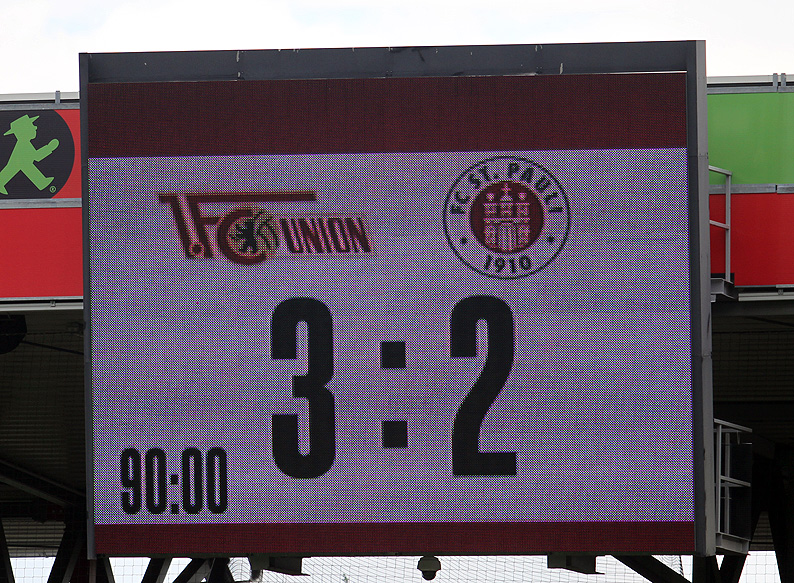 1.FC UNION
FC ST. PAULI
1910
3:2
90:00
®